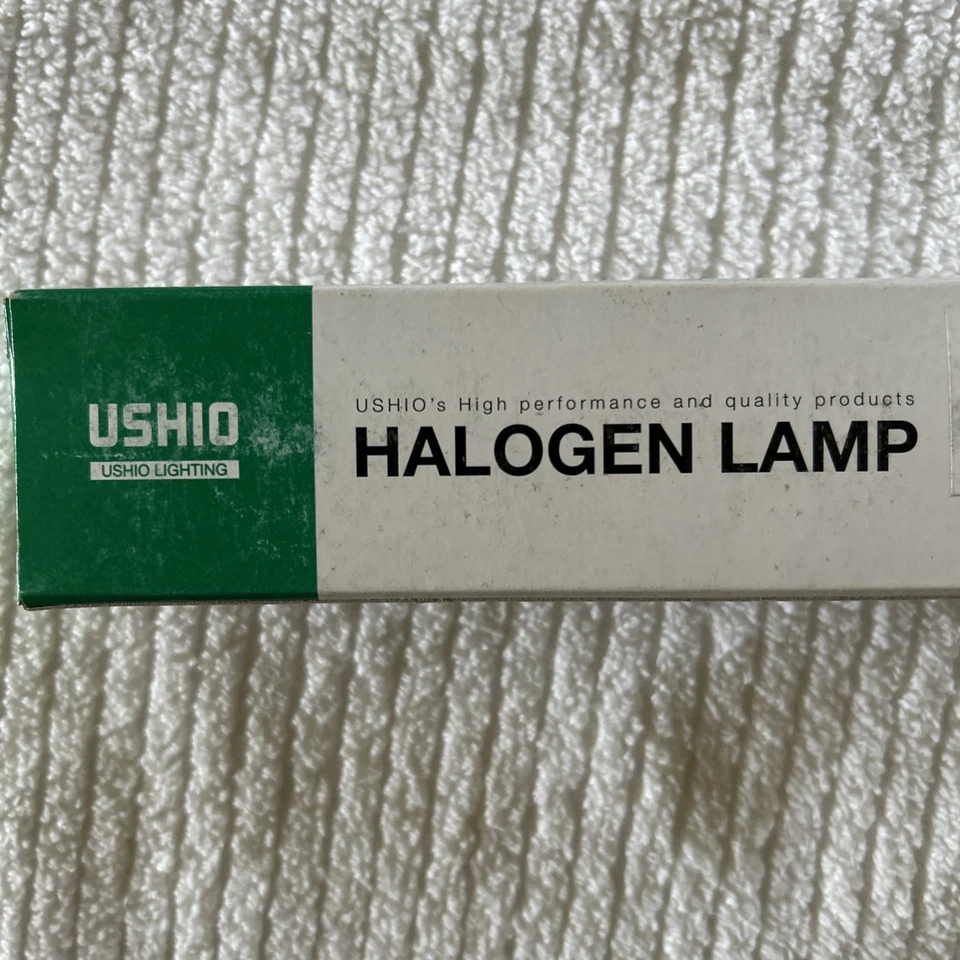 USHIO
USHIO LIGHTING
USHIO's High performance and quality products
HALOGEN LAMP